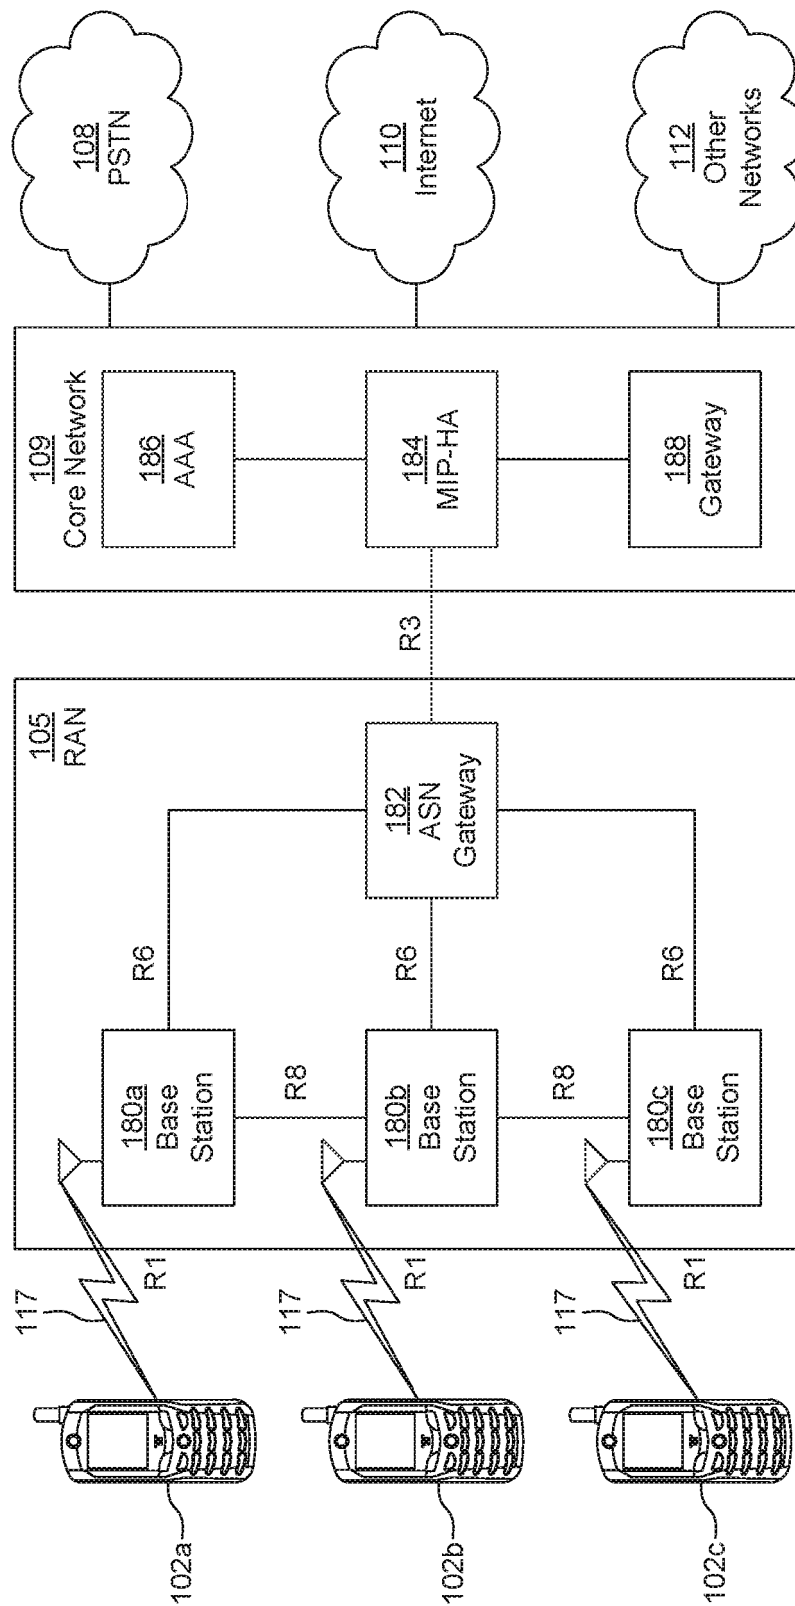 108
PSTN
110
Internet
112
Other
Networks
109
Core Network
186
AAA
184
MIP-HA
188
Gateway
R3
105
RAN
182
ASN
Gateway
R6
R6
R6
180a
Base
Station
R8
180b
Base
Station
R8
180c
Base
Station
117
R1
117
R1
117
R1
102a
102b
102c